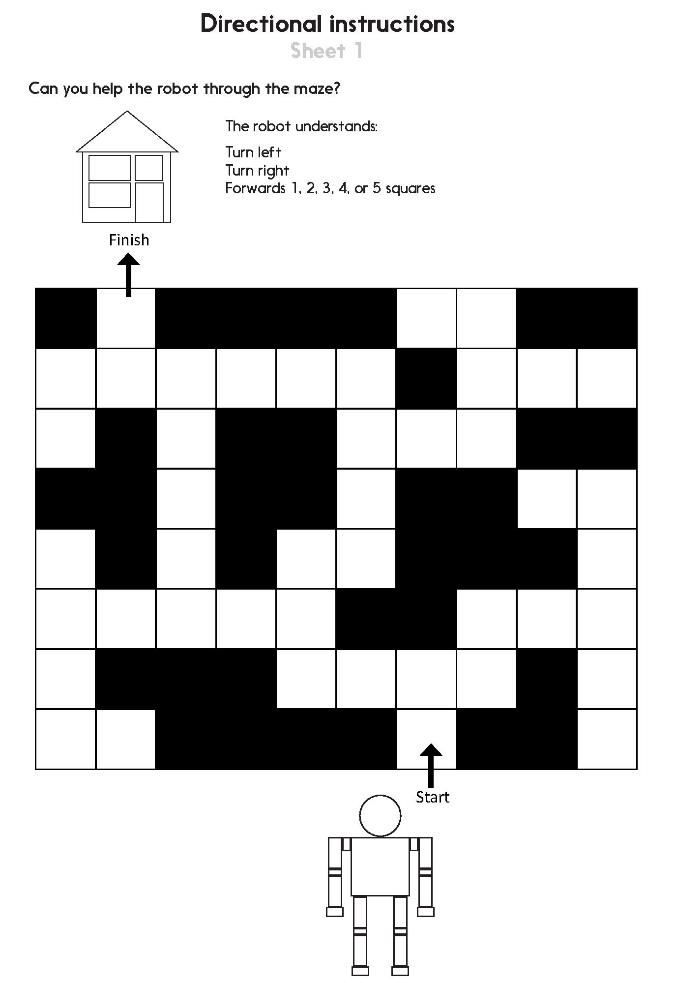 Directional instructions
Sheet 1
Can you help the robot through the maze?
The robot understands:
Turn left
Turn right
Forwards 1, 2, 3, 4, or 5 squares
Finish
Start